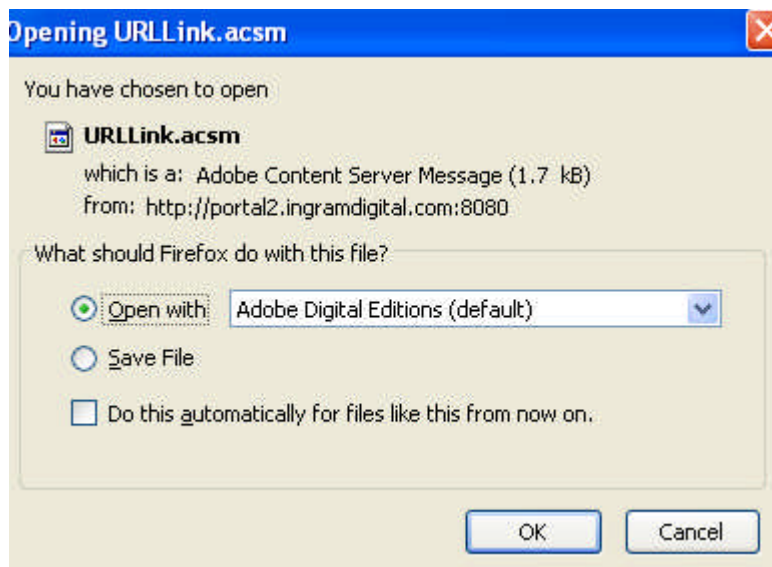 Opening URLLink.acsm
You have chosen to open
URLLink.acsm
which is a: Adobe Content Server Message (1.7 kB)
from: http://portal2.ingramdigital.com:8080
What should Firefox do with this file?
Open with Adobe Digital Editions (default)
Save File
Do this automatically for files like this from now on.
OK Cancel